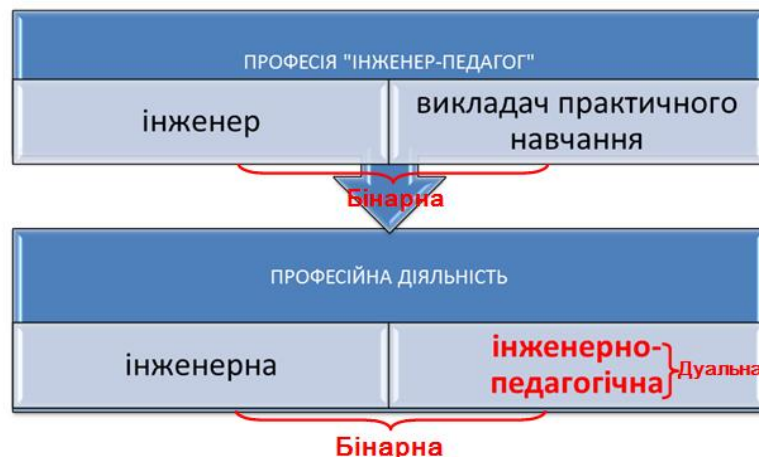 ПРОФЕСІЯ "ІНЖЕНЕР-ПЕДАГОГ"
інженер
викладач практичного
навчання
Бінарна
ПРОФЕСІЙНА ДІЯЛЬНІСТЬ
інженерна
інженерно-
педагогічна
Дуальна
Бінарна